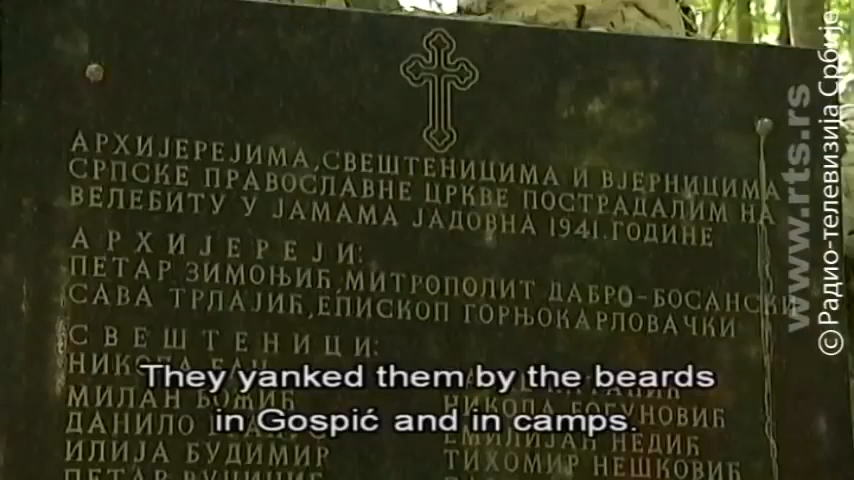 АРХИЈЕРЕЈИМА, СВЕШТЕНИЦИМА И ВЈЕРНИЦИМА
СРПСКЕ ПРАВОСЛАВНЕ ЦРКВЕ ПОСТРАДАЛИМ НА
ВЕЛЕБИТУ У ЈАМАМА ЈАДОВНА 1941. ГОДИНЕ
АРХИЈЕРЕЈИ:
ПЕТАР ЗИМОЊИЋ, МИТРОПОЛИТ ДАБРО-БОСАНСКИ
САВА ТРЛАЈИЋ, ЕПИСКОП ГОРЊОКАРЛОВАЧКИ
СВЕШТЕНИЦИ:
НИКОЛА
МИЛАН БОЖИЋ
ДАНИЛО
ИЛИЈА БУДИМИР
ПЕТАР
НИКОЛА БОГУНОВИЋ
ЕМИЛИЈАН НЕДИЋ
ТИХОМИР НЕШКОВИЋ
They yanked them by the beards
in Gospić and in camps.
www.rts.rs
© Радио-телевизија Србије